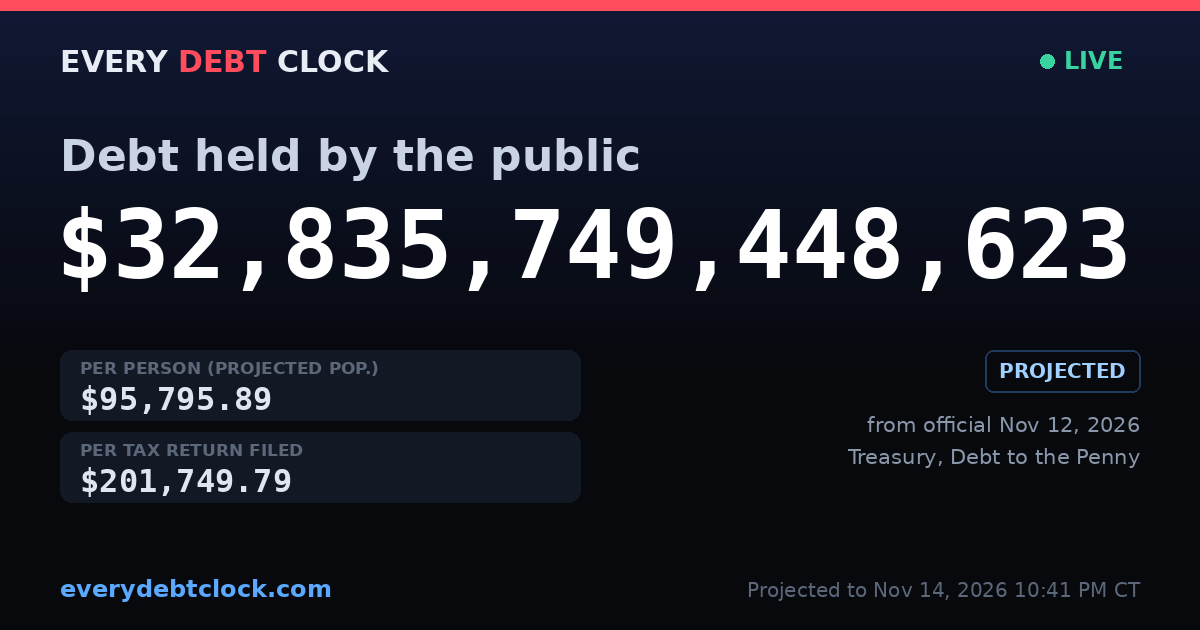 EVERY DEBT CLOCK
LIVE
Debt held by the public
$32,835,749,448,623
PER PERSON (PROJECTED POP.)
$95,795.89
PER TAX RETURN FILED
$201,749.79
PROJECTED
from official Nov 12, 2026
Treasury, Debt to the Penny
everydebtclock.com
Projected to Nov 14, 2026 10:41 PM CT